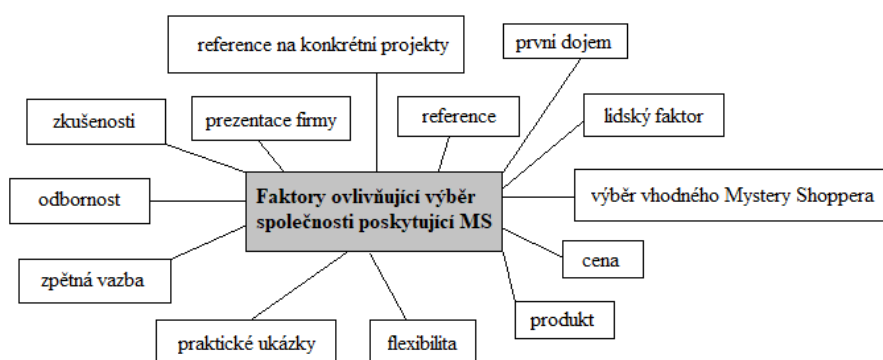 reference na konkrétní projekty
první dojem
zkušenosti
prezentace firmy
reference
lidský faktor
odbornost
Faktory ovlivňující výběr
společnosti poskytující MS
výběr vhodného Mystery Shoppera
zpětná vazba
cena
praktické ukázky
flexibilita
produkt